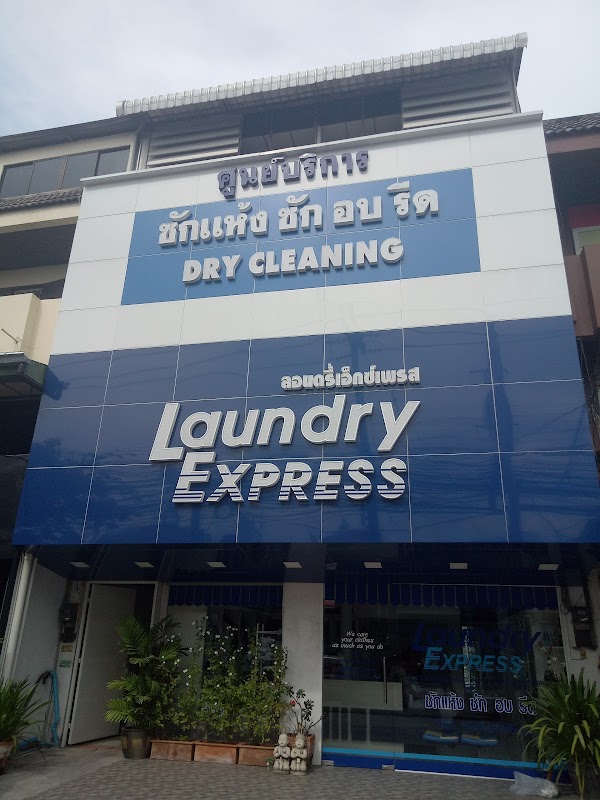 ศูนย์บริการ
ซักแห้ง ซัก อบ รีด
DRY CLEANING
ลอนดรี้เอ็กซ์เพรส
Laundry
EXPRESS
We care
your clothes
as much as you do
Laundry
EXPRESS
ซักแห้ง ซัก อบ รีด